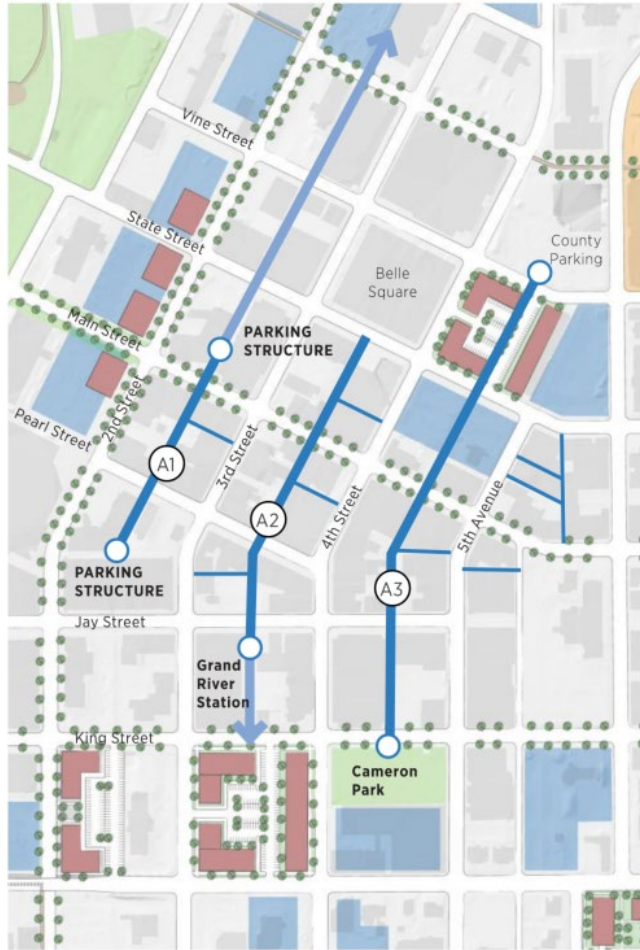 Vine Street
State Street
County
Parking
Belle
Square
Main Street
PARKING
STRUCTURE
2nd Street
Pearl Street
3rd Street
A1
A2
4th Street
5th Avenue
PARKING
STRUCTURE
A3
Jay Street
Grand
River
Station
King Street
Cameron
Park